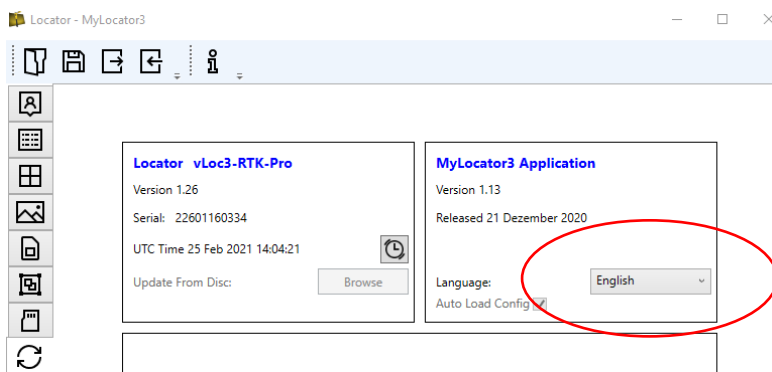 Locator - MyLocator3
Locator vLoc3-RTK-Pro
Version 1.26
Serial: 22601160334
UTC Time 25 Feb 2021 14:04:21
Update From Disc:
Browse
MyLocator3 Application
Version 1.13
Released 21 Dezember 2020
Language:
English
Auto Load Config